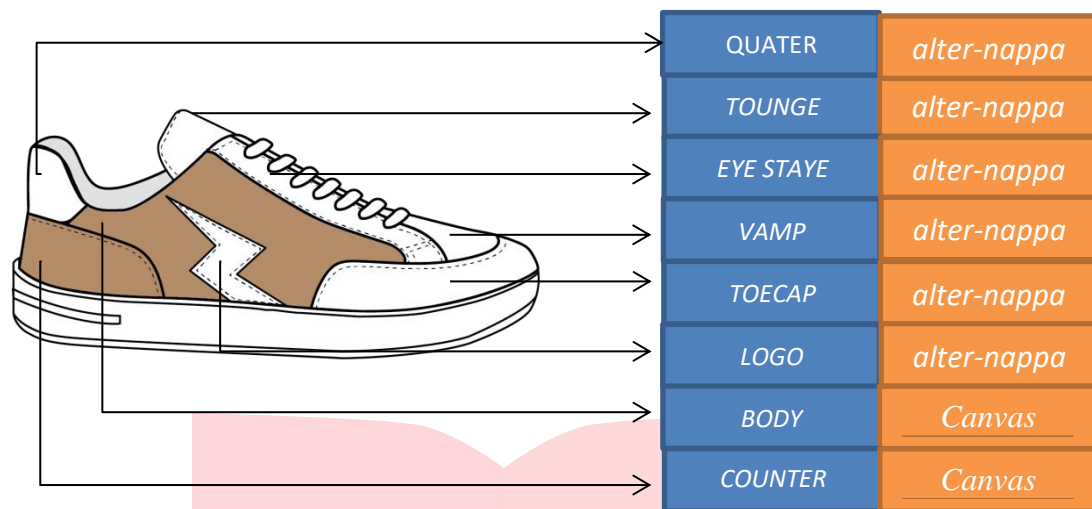 QUATER alter-nappa
TOUNGE alter-nappa
EYE STAYE alter-nappa
VAMP alter-nappa
TOECAP alter-nappa
LOGO alter-nappa
BODY Canvas
COUNTER Canvas